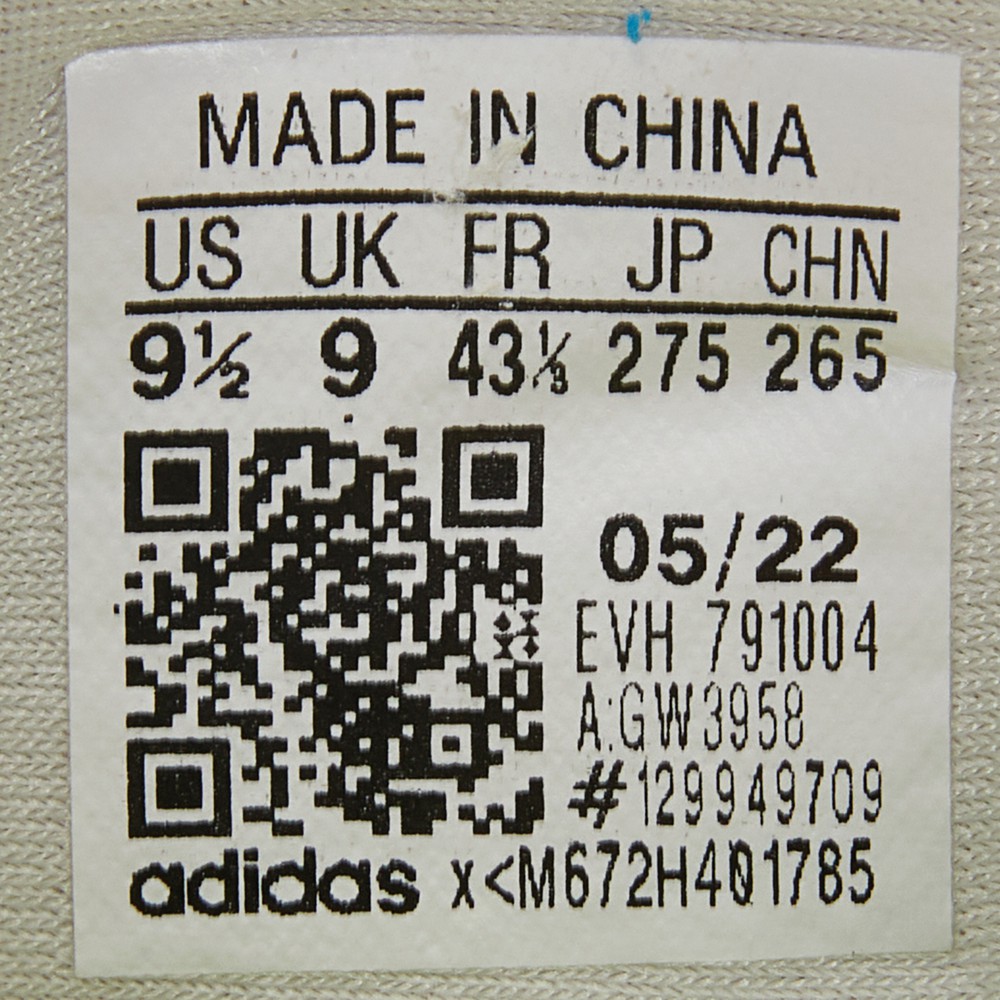 MADE IN CHINA
US UK FR JP CHN
9½ 9 43⅓ 275 265
05/22
EVH 791004
A:GW3958
#129949709
adidas x<M672H401785